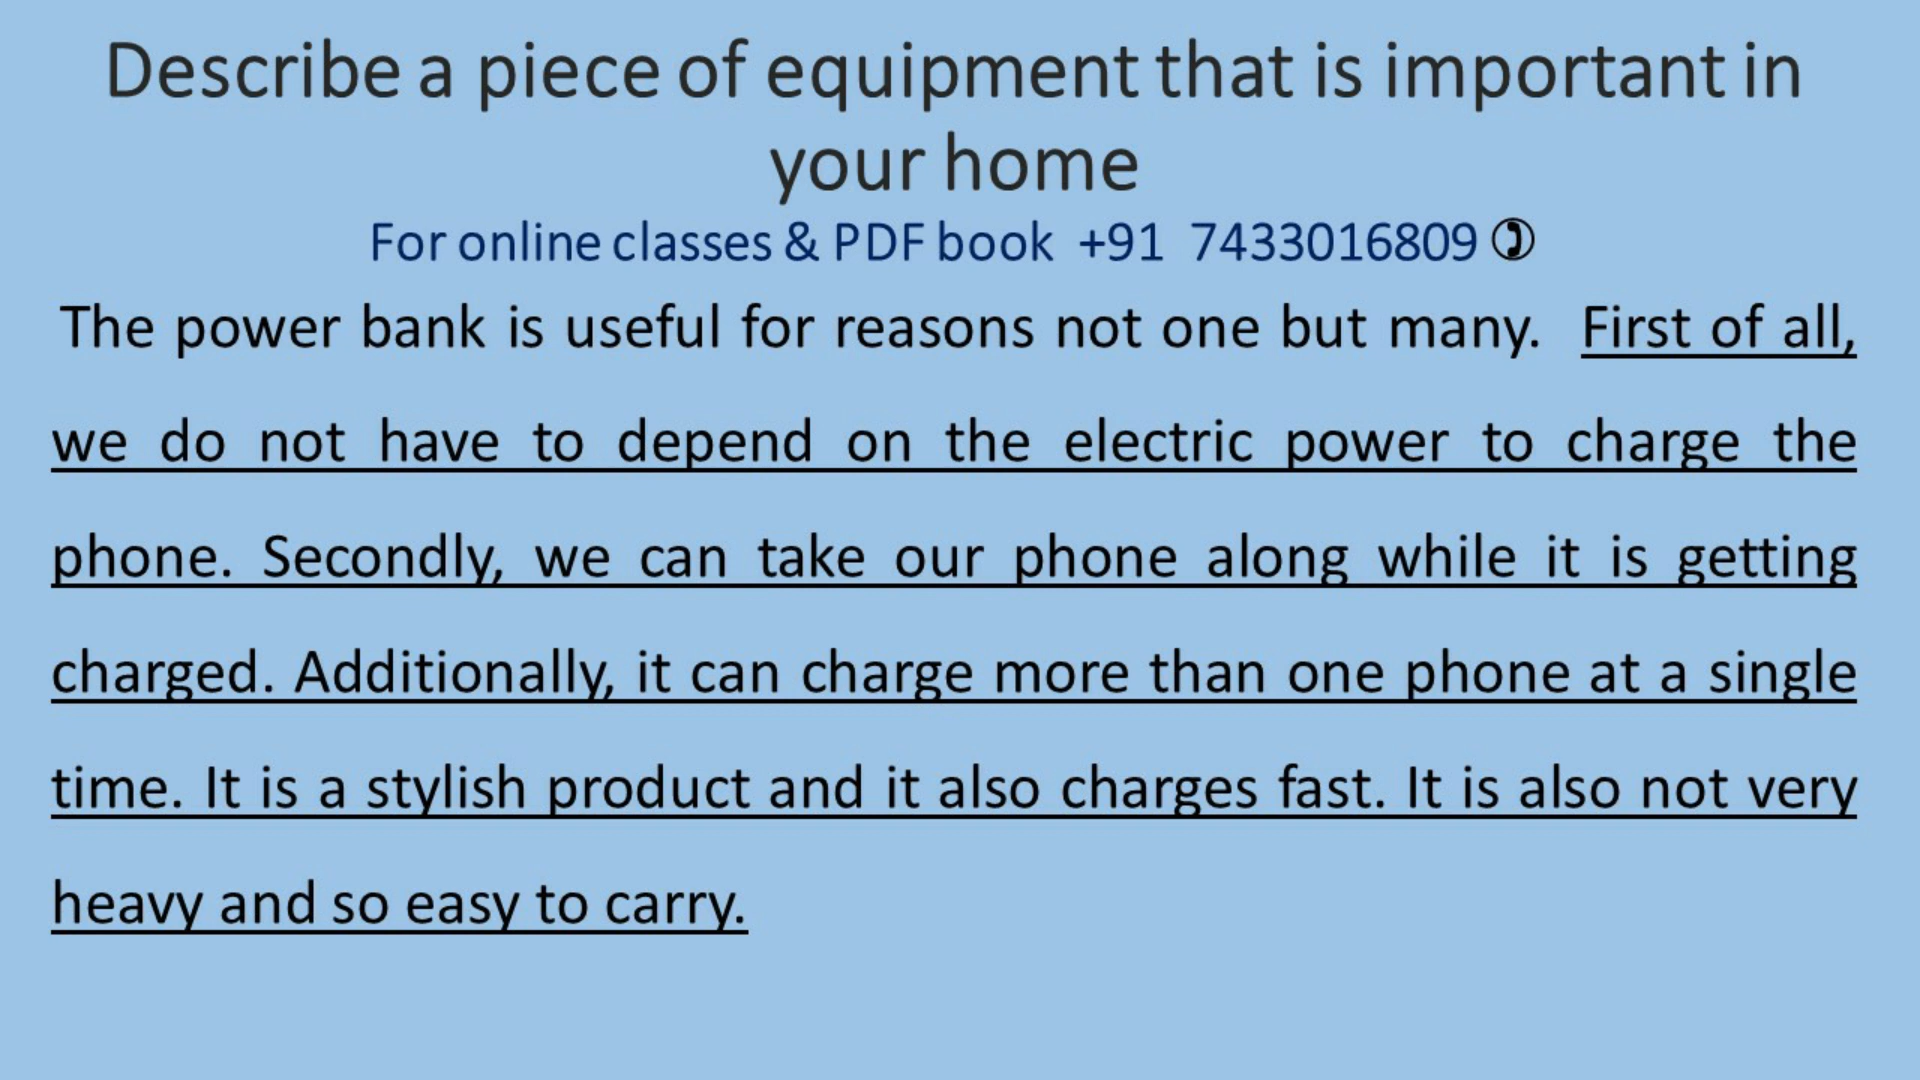 Describe a piece of equipment that is important in
your home
For online classes & PDF book +91 7433016809 ✆
The power bank is useful for reasons not one but many. First of all,
we do not have to depend on the electric power to charge the
phone. Secondly, we can take our phone along while it is getting
charged. Additionally, it can charge more than one phone at a single
time. It is a stylish product and it also charges fast. It is also not very
heavy and so easy to carry.